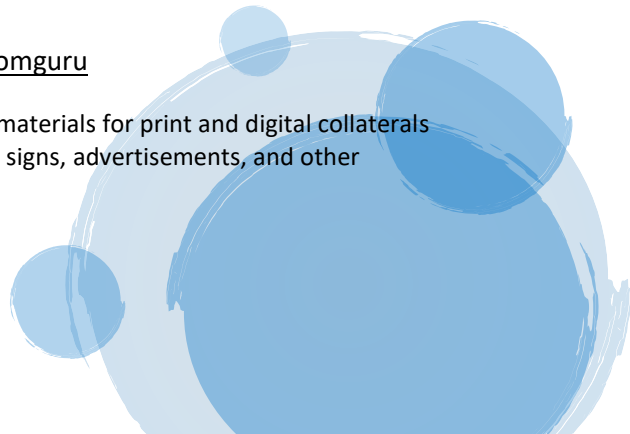 omguru
materials for print and digital collaterals
signs, advertisements, and other